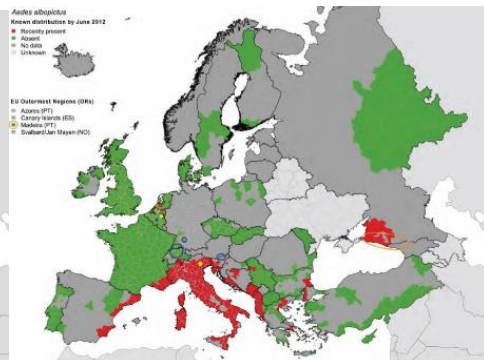 Aedes albopictus
Known distribution by June 2012
Recently present
Absent
No data
Unknown
EU Outermost Regions (ORs)
Azores (PT)
Canary Islands (ES)
Madeira (PT)
Svalbard/Jan Mayen (NO)